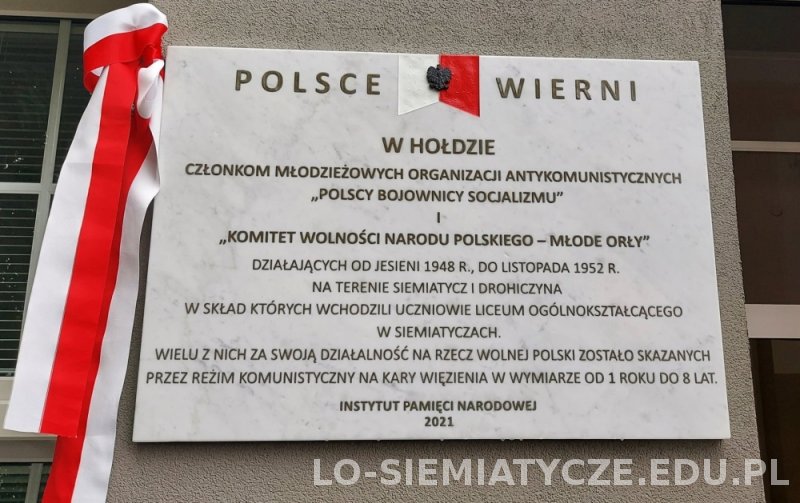 POLSCE WIERNI
W HOŁDZIE
CZŁONKOM MŁODZIEŻOWYCH ORGANIZACJI ANTYKOMUNISTYCZNYCH
„POLSCY BOJOWNICY SOCJALIZMU”
I
„KOMITET WOLNOŚCI NARODU POLSKIEGO – MŁODE ORŁY”
DZIAŁAJĄCYCH OD JESIENI 1948 R., DO LISTOPADA 1952 R.
NA TERENIE SIEMIATYCZ I DROHICZYNA
W SKŁAD KTÓRYCH WCHODZILI UCZNIOWIE LICEUM OGÓLNOKSZTAŁCĄCEGO
W SIEMIATYCZACH.
WIELU Z NICH ZA SWOJĄ DZIAŁALNOŚĆ NA RZECZ WOLNEJ POLSKI ZOSTAŁO SKAZANYCH
PRZEZ REŻIM KOMUNISTYCZNY NA KARY WIĘZIENIA W WYMIARZE OD 1 ROKU DO 8 LAT.
INSTYTUT PAMIĘCI NARODOWEJ
2021
LO-SIEMIATYCZE.EDU.PL